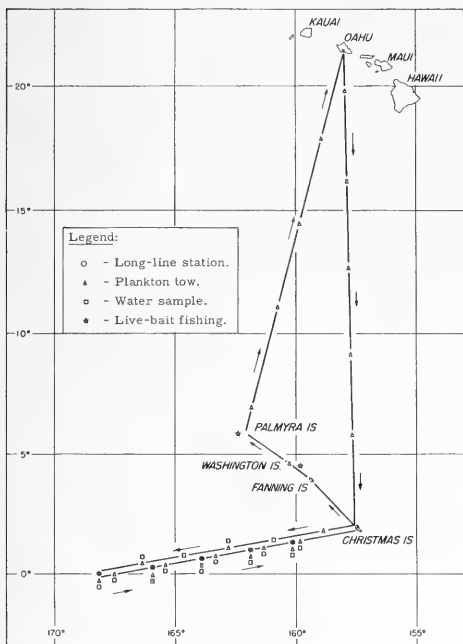 KAUAI
OAHU
MAUI
HAWAII
20°
15°
Legend:
○ - Long-line station.
▵ - Plankton tow.
□ - Water sample.
★ - Live-bait fishing.
10°
5°
PALMYRA IS
WASHINGTON IS.
FANNING IS
CHRISTMAS IS
0°
170°
165°
160°
155°